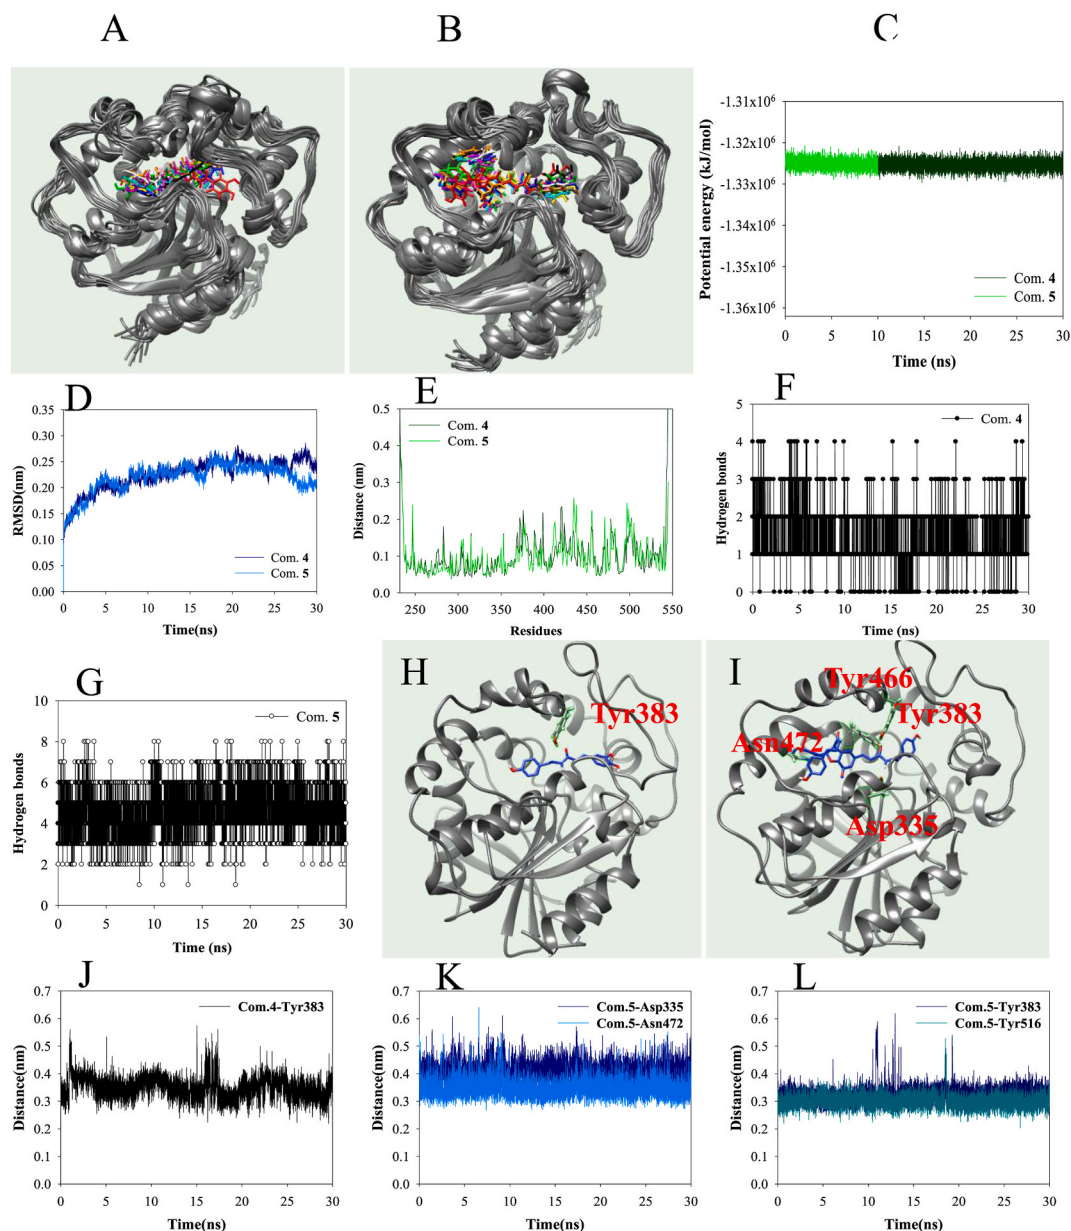 A
B
C
Potential energy (kJ/mol)
-1.31x10⁶
-1.32x10⁶
-1.33x10⁶
-1.34x10⁶
-1.35x10⁶
-1.36x10⁶
Com. 4
Com. 5
0 5 10 15 20 25 30
Time (ns)
D
RMSD(nm)
0.35
0.30
0.25
0.20
0.15
0.10
0.05
0.00
Com. 4
Com. 5
0 5 10 15 20 25 30
Time(ns)
E
Distance (nm)
0.5
0.4
0.3
0.2
0.1
0.0
Com. 4
Com. 5
250 300 350 400 450 500 550
Residues
F
Hydrogen bonds
5
4
3
2
1
0
Com. 4
0 5 10 15 20 25 30
Time (ns)
G
Hydrogen bonds
10
8
6
4
2
0
Com. 5
0 5 10 15 20 25 30
Time (ns)
H
Tyr383
I
Tyr466
Tyr383
Asn472
Asp335
J
Distance(nm)
0.7
0.6
0.5
0.4
0.3
0.2
0.1
0.0
Com.4-Tyr383
0 5 10 15 20 25 30
Time(ns)
K
Distance(nm)
0.7
0.6
0.5
0.4
0.3
0.2
0.1
0.0
Com.5-Asp335
Com.5-Asn472
0 5 10 15 20 25 30
Time(ns)
L
Distance(nm)
0.7
0.6
0.5
0.4
0.3
0.2
0.1
0.0
Com.5-Tyr383
Com.5-Tyr516
0 5 10 15 20 25 30
Time(ns)